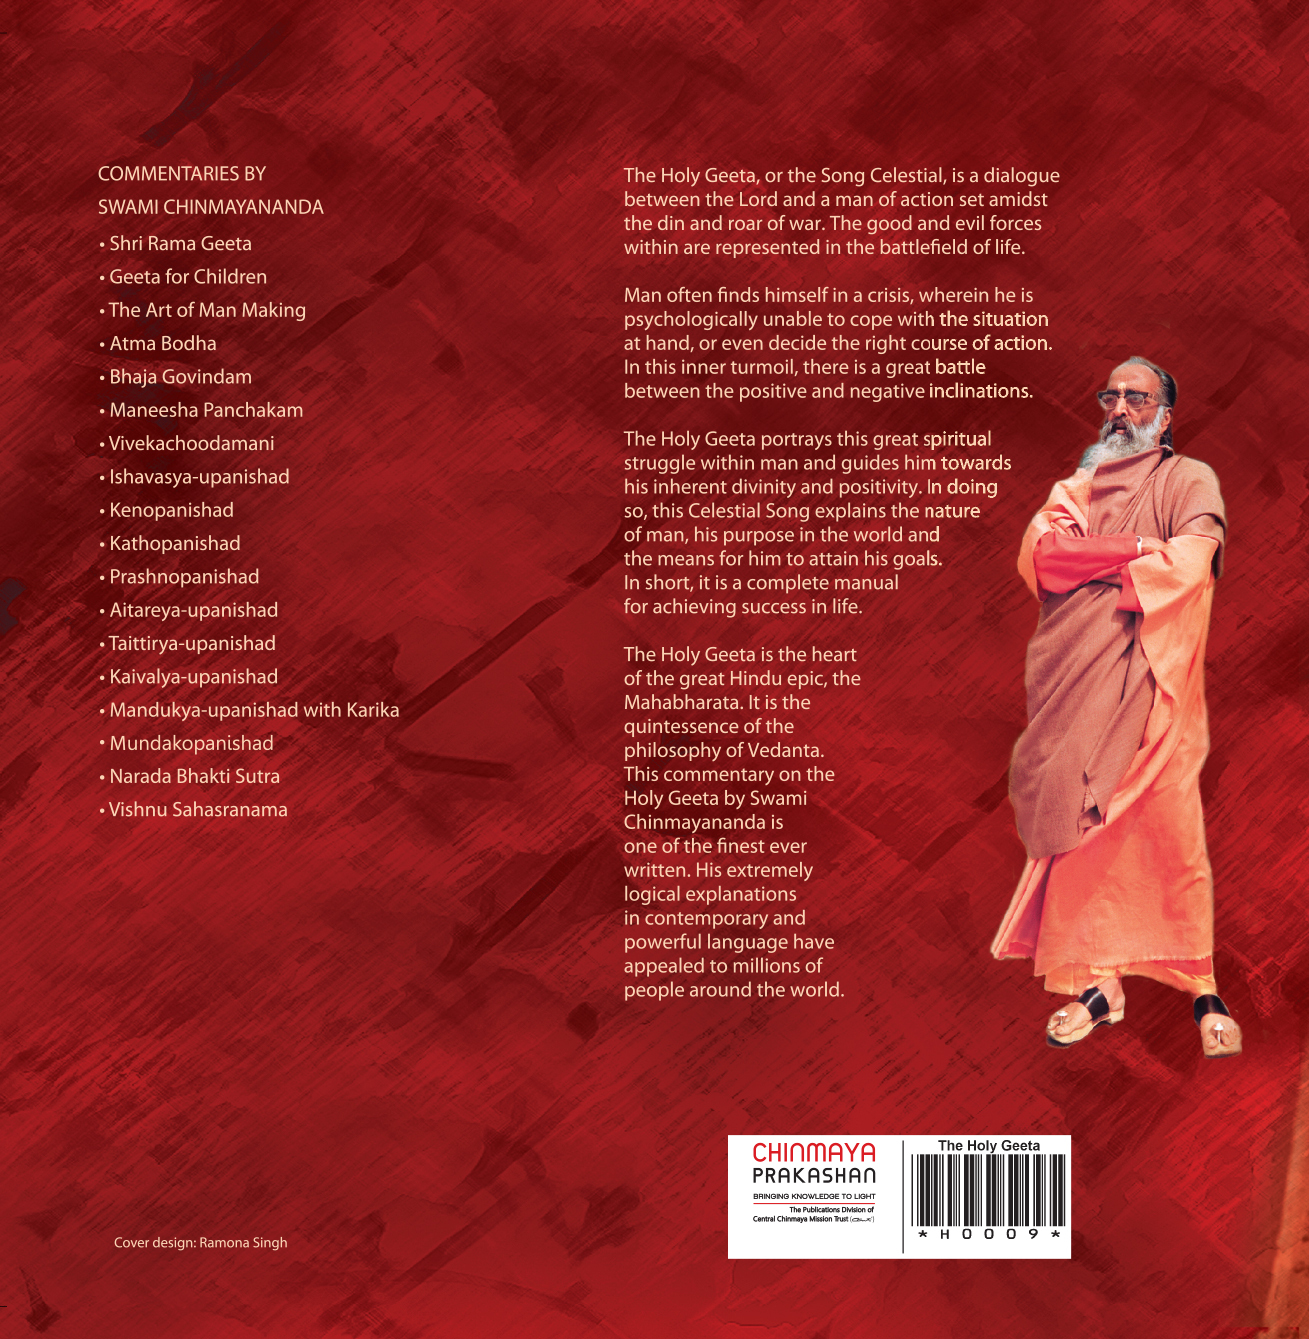 COMMENTARIES BY
SWAMI CHINMAYANANDA
• Shri Rama Geeta
• Geeta for Children
• The Art of Man Making
• Atma Bodha
• Bhaja Govindam
• Maneesha Panchakam
• Vivekachoodamani
• Ishavasya-upanishad
• Kenopanishad
• Kathopanishad
• Prashnopanishad
• Aitareya-upanishad
• Taittirya-upanishad
• Kaivalya-upanishad
• Mandukya-upanishad with Karika
• Mundakopanishad
• Narada Bhakti Sutra
• Vishnu Sahasranama
The Holy Geeta, or the Song Celestial, is a dialogue
between the Lord and a man of action set amidst
the din and roar of war. The good and evil forces
within are represented in the battlefield of life.
Man often finds himself in a crisis, wherein he is
psychologically unable to cope with the situation
at hand, or even decide the right course of action.
In this inner turmoil, there is a great battle
between the positive and negative inclinations.
The Holy Geeta portrays this great spiritual
struggle within man and guides him towards
his inherent divinity and positivity. In doing
so, this Celestial Song explains the nature
of man, his purpose in the world and
the means for him to attain his goals.
In short, it is a complete manual
for achieving success in life.
The Holy Geeta is the heart
of the great Hindu epic, the
Mahabharata. It is the
quintessence of the
philosophy of Vedanta.
This commentary on the
Holy Geeta by Swami
Chinmayananda is
one of the finest ever
written. His extremely
logical explanations
in contemporary and
powerful language have
appealed to millions of
people around the world.
CHINMAYA
PRAKASHAN
BRINGING KNOWLEDGE TO LIGHT
The Publications Division of
Central Chinmaya Mission Trust
The Holy Geeta
* H 0 0 0 9 *
Cover design: Ramona Singh